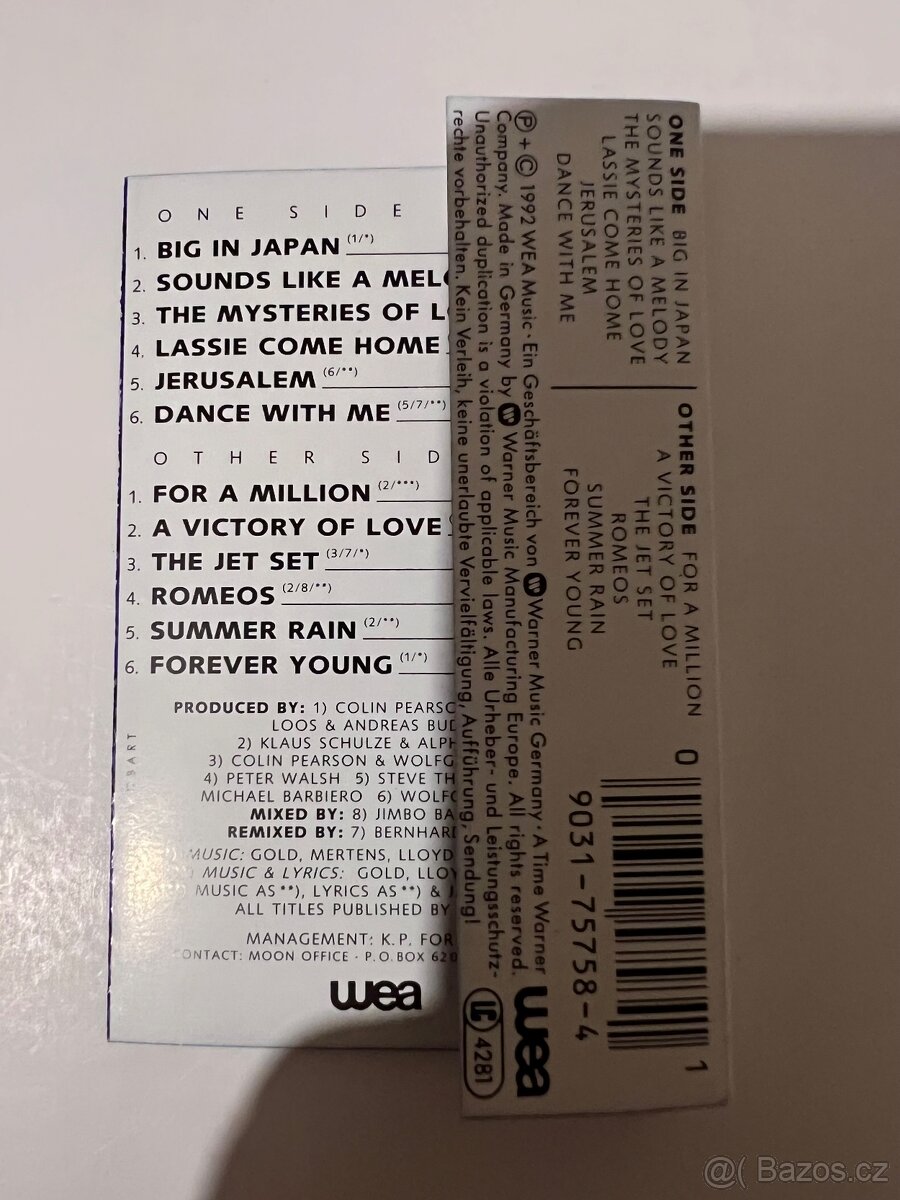 ONE SIDE
1. BIG IN JAPAN (1/*)
2. SOUNDS LIKE A MELO
3. THE MYSTERIES OF LO
4. LASSIE COME HOME
5. JERUSALEM (6/**)
6. DANCE WITH ME (5/7/**)
OTHER SID
1. FOR A MILLION (2/***)
2. A VICTORY OF LOVE
3. THE JET SET (3/7/*)
4. ROMEOS (2/8/**)
5. SUMMER RAIN (2/**)
6. FOREVER YOUNG (1/*)
PRODUCED BY: 1) COLIN PEARSO
LOOS & ANDREAS BUD
2) KLAUS SCHULZE & ALPH
3) COLIN PEARSON & WOLFG
4) PETER WALSH 5) STEVE TH
MICHAEL BARBIERO 6) WOLFG
MIXED BY: 8) JIMBO BA
REMIXED BY: 7) BERNHAR
MUSIC: GOLD, MERTENS, LLOYD
MUSIC & LYRICS: GOLD, LLOY
MUSIC AS **), LYRICS AS **) & 
ALL TITLES PUBLISHED BY
MANAGEMENT: K.P. FOR
CONTACT: MOON OFFICE · P.O. BOX 628
wea
ONE SIDE BIG IN JAPAN
SOUNDS LIKE A MELODY
THE MYSTERIES OF LOVE
LASSIE COME HOME
JERUSALEM
DANCE WITH ME
OTHER SIDE FOR A MILLION
A VICTORY OF LOVE
THE JET SET
ROMEOS
SUMMER RAIN
FOREVER YOUNG
℗ + © 1992 WEA Music · Ein Geschäftsbereich von Warner Music Germany · A Time Warner
Company. Made in Germany by Warner Music Manufacturing Europe. All rights reserved.
Unauthorized duplication is a violation of applicable laws. Alle Urheber- und Leistungsschutz-
rechte vorbehalten. Kein Verleih, keine unerlaubte Vervielfältigung, Aufführung, Sendung!
0 1
9031-75758-4
wea
LC 4281
@( Bazos.cz